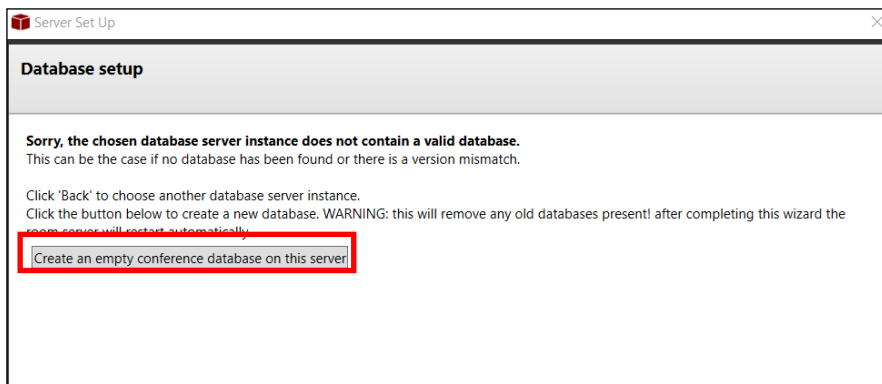 Server Set Up
Database setup
Sorry, the chosen database server instance does not contain a valid database.
This can be the case if no database has been found or there is a version mismatch.
Click 'Back' to choose another database server instance.
Click the button below to create a new database. WARNING: this will remove any old databases present! after completing this wizard the
room server will restart automatically.
Create an empty conference database on this server